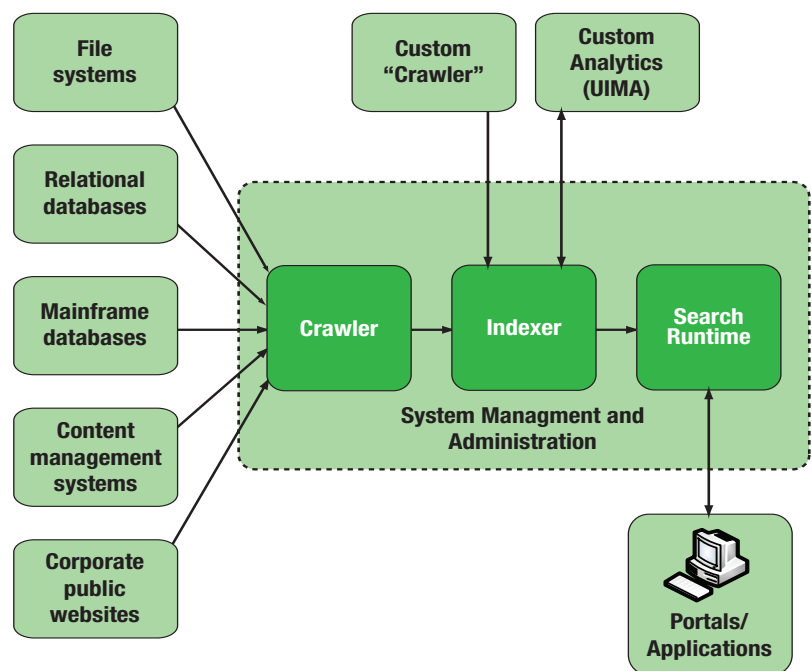 File
systems
Custom
“Crawler”
Custom
Analytics
(UIMA)
Relational
databases
Mainframe
databases
Crawler
Indexer
Search
Runtime
System Managment and
Administration
Content
management
systems
Corporate
public
websites
Portals/
Applications